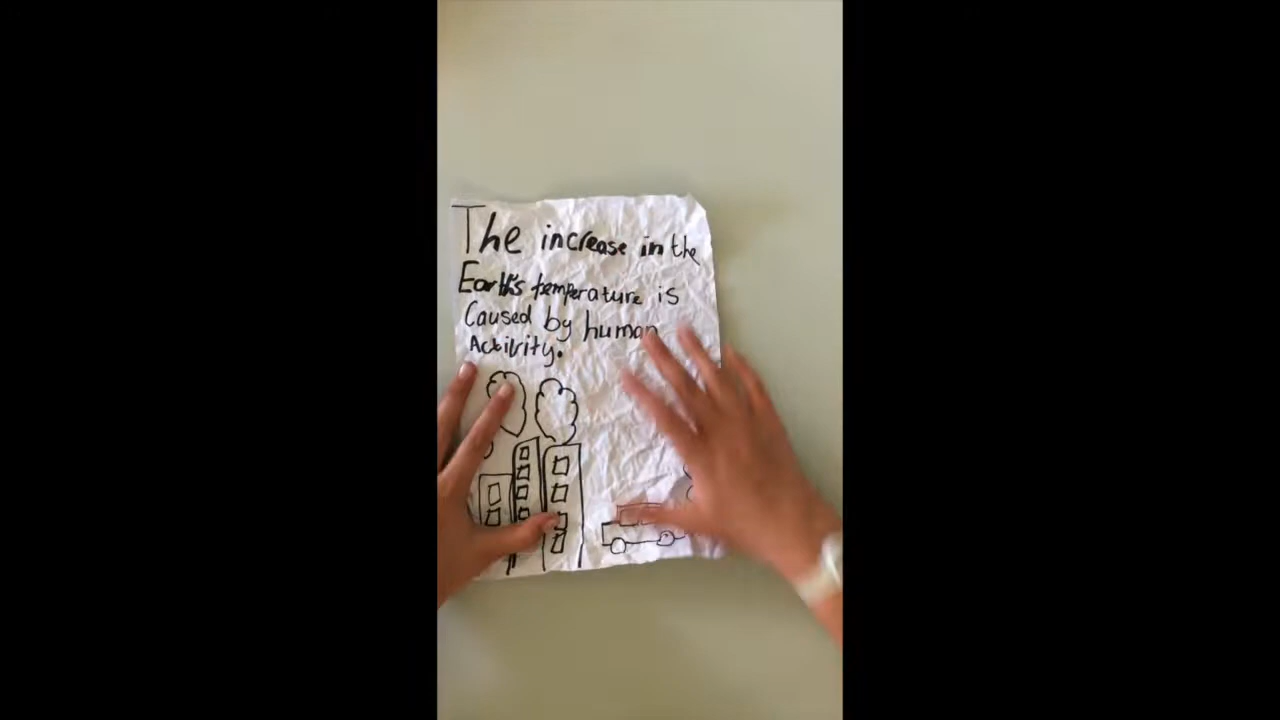 The increase in the
Earth's temperature is
Caused by human
Activity.